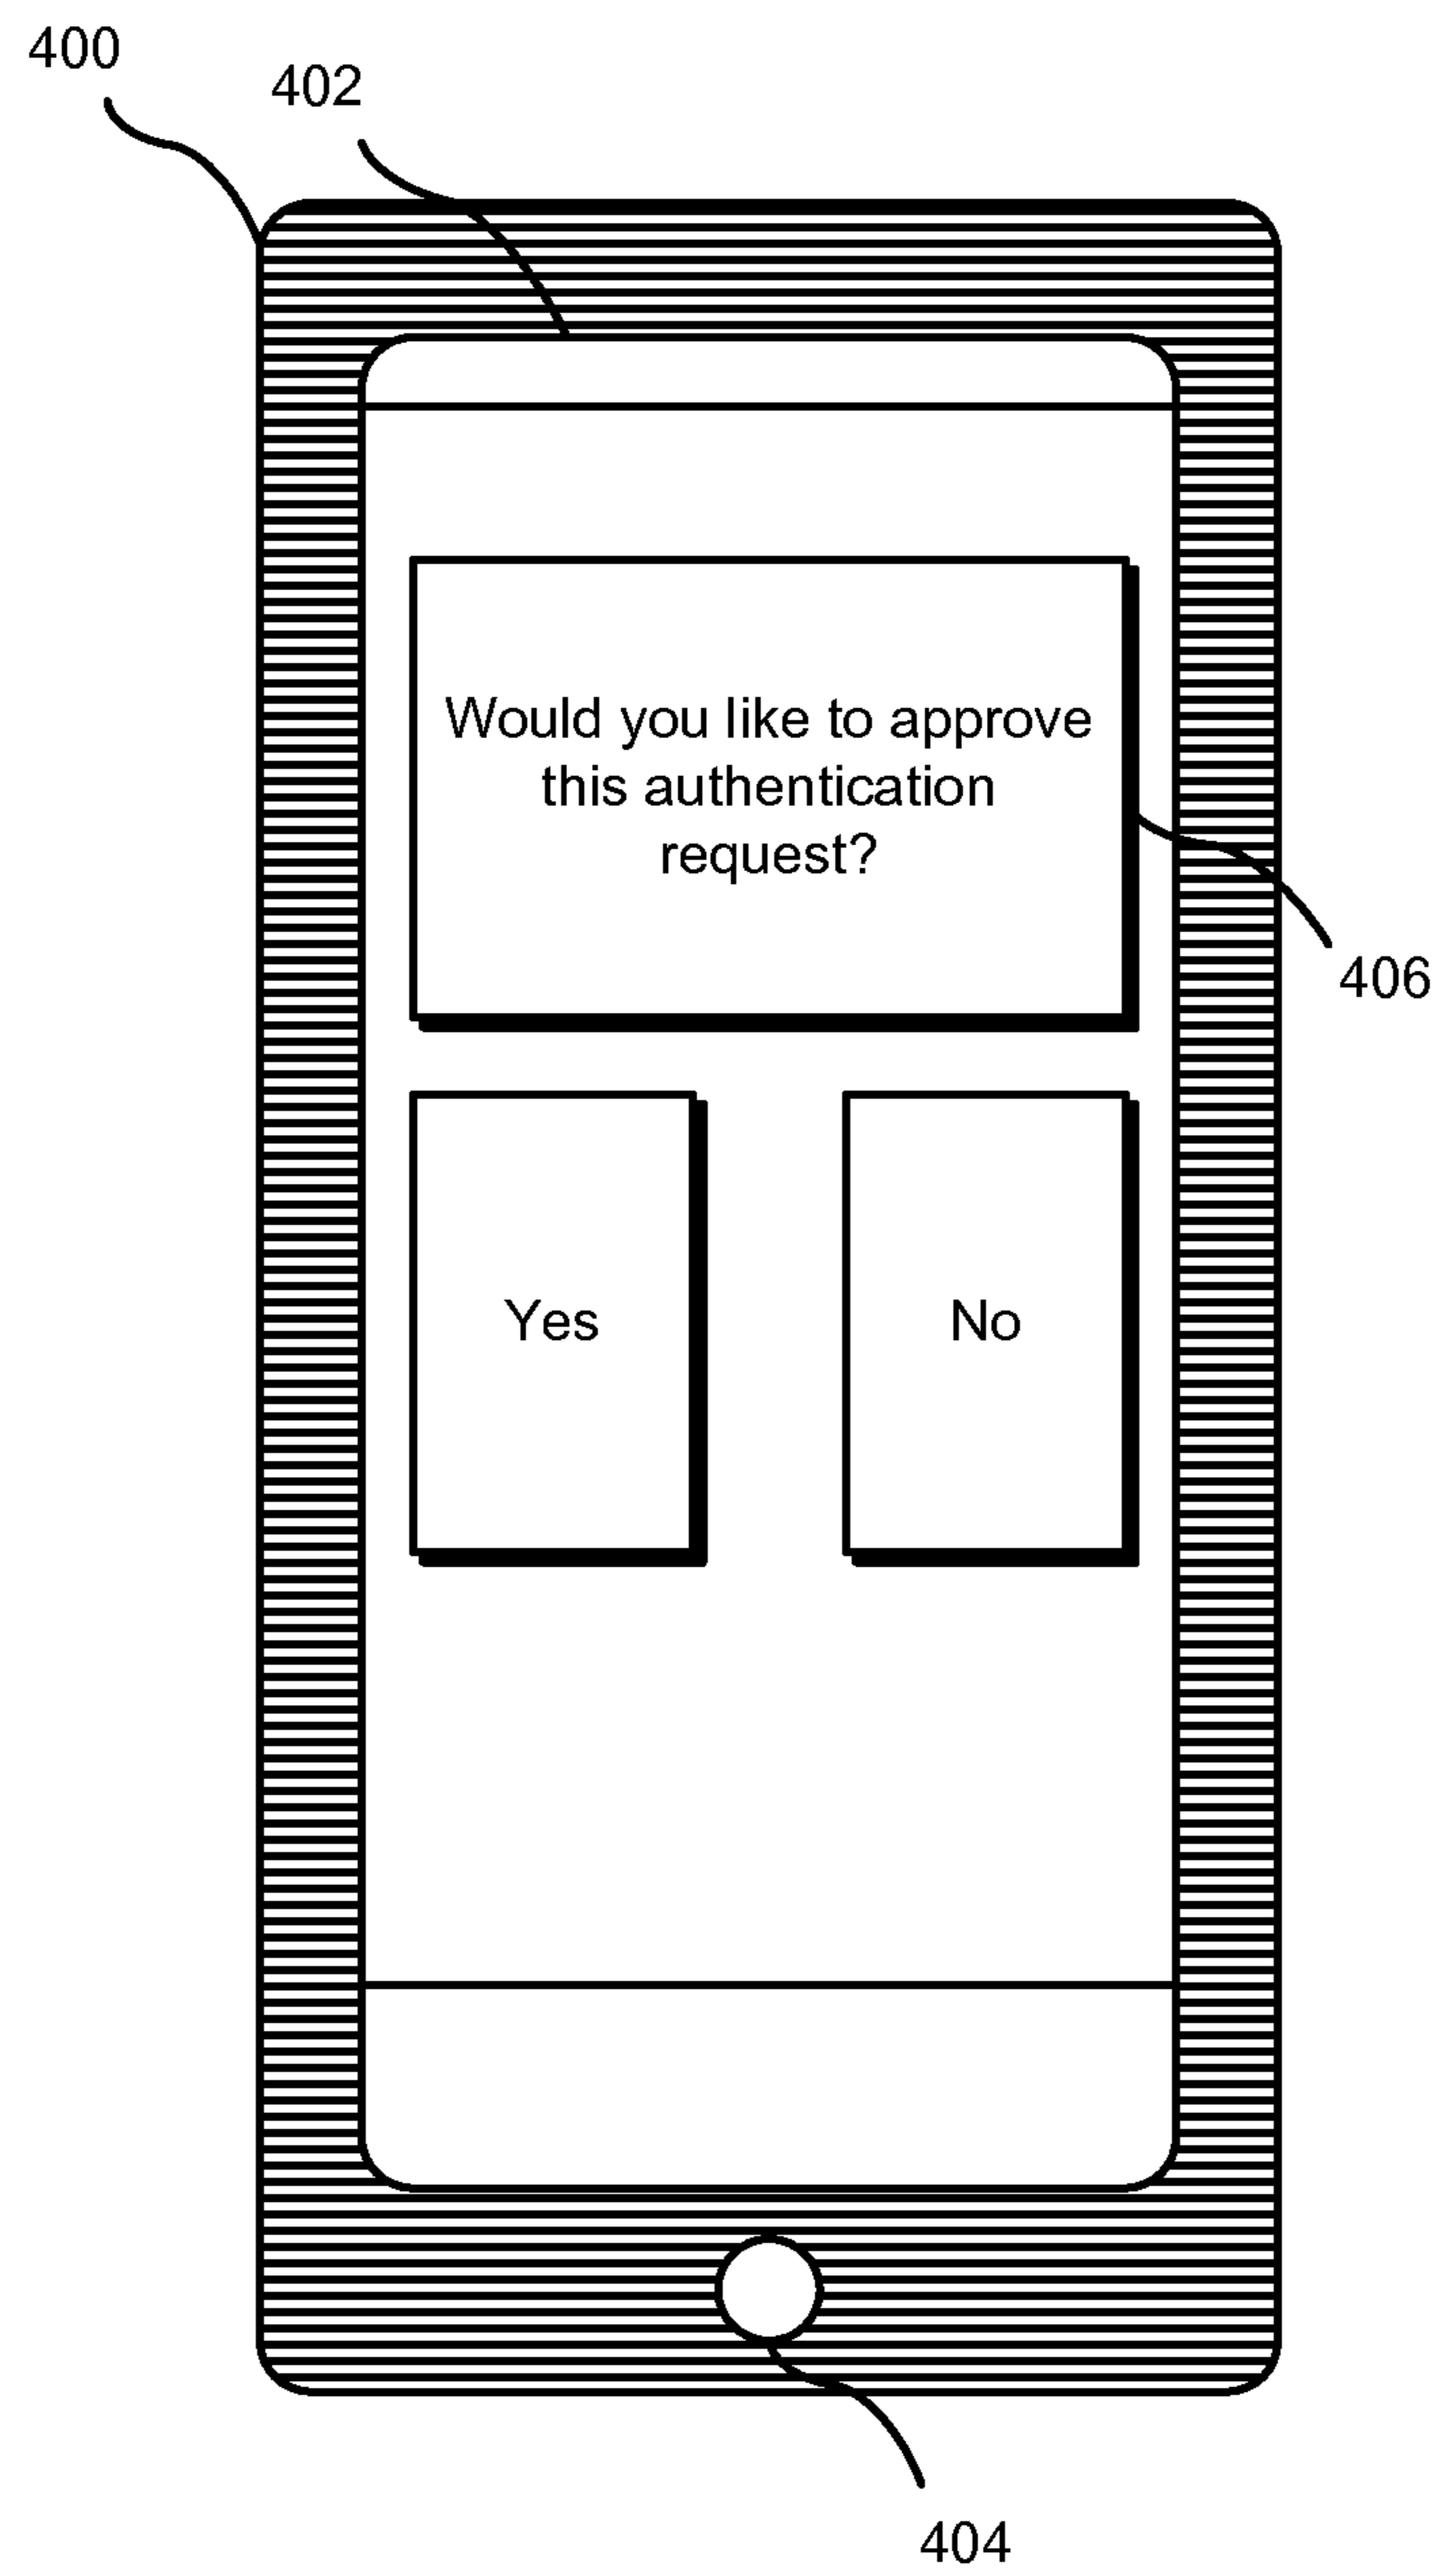 400
402
Would you like to approve
this authentication
request?
406
Yes
No
404